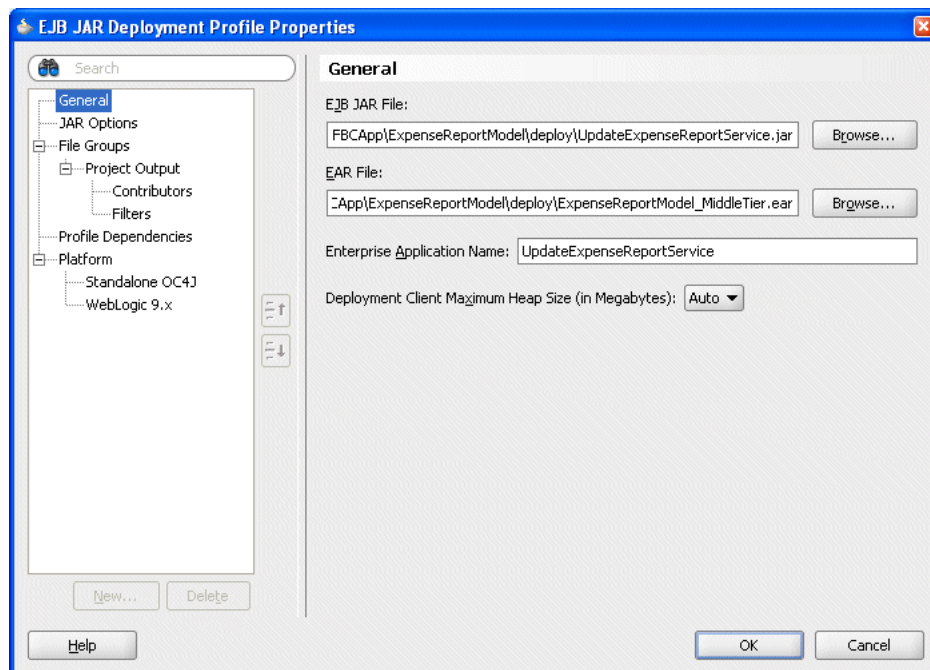 EJB JAR Deployment Profile Properties
Search
General
JAR Options
File Groups
Project Output
Contributors
Filters
Profile Dependencies
Platform
Standalone OC4J
WebLogic 9.x
New...
Delete
General
EJB JAR File:
FBCApp\ExpenseReportModel\deploy\UpdateExpenseReportService.jar
Browse...
EAR File:
CApp\ExpenseReportModel\deploy\ExpenseReportModel_MiddleTier.ear
Browse...
Enterprise Application Name: UpdateExpenseReportService
Deployment Client Maximum Heap Size (in Megabytes): Auto
Help
OK
Cancel